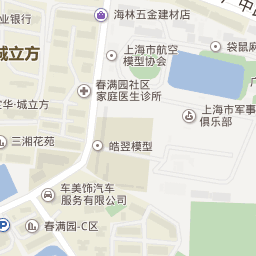 业银行
海林五金建材店
中
上海市航空
模型协会
袋鼠麻
城立方
春满园社区
家庭医生诊所
华·城立方
上海市军事
俱乐部
三湘花苑
皓翌模型
车美饰汽车
服务有限公司
P
春满园-C区